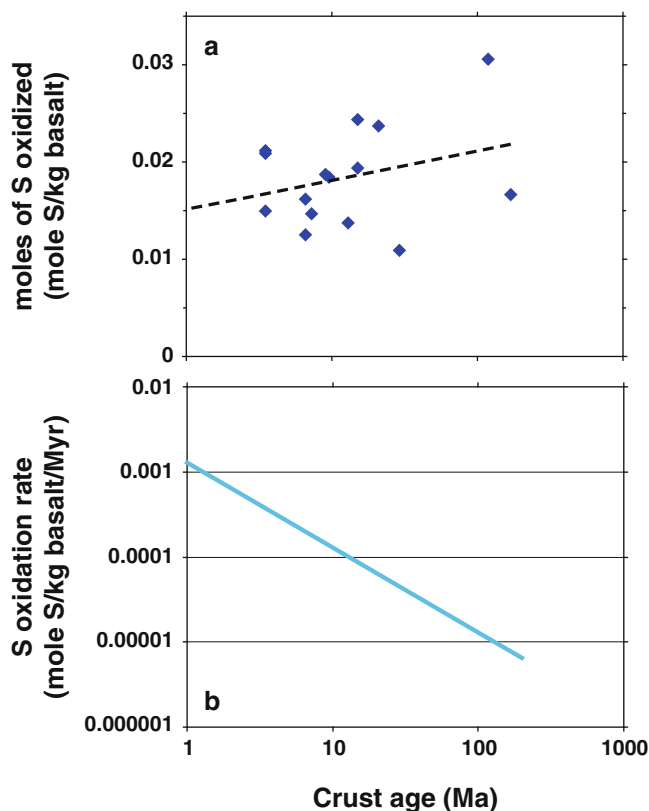 a
moles of S oxidized
(mole S/kg basalt)
0.03
0.02
0.01
0
b
S oxidation rate
(mole S/kg basalt/Myr)
0.01
0.001
0.0001
0.00001
0.000001
1
10
100
1000
Crust age (Ma)